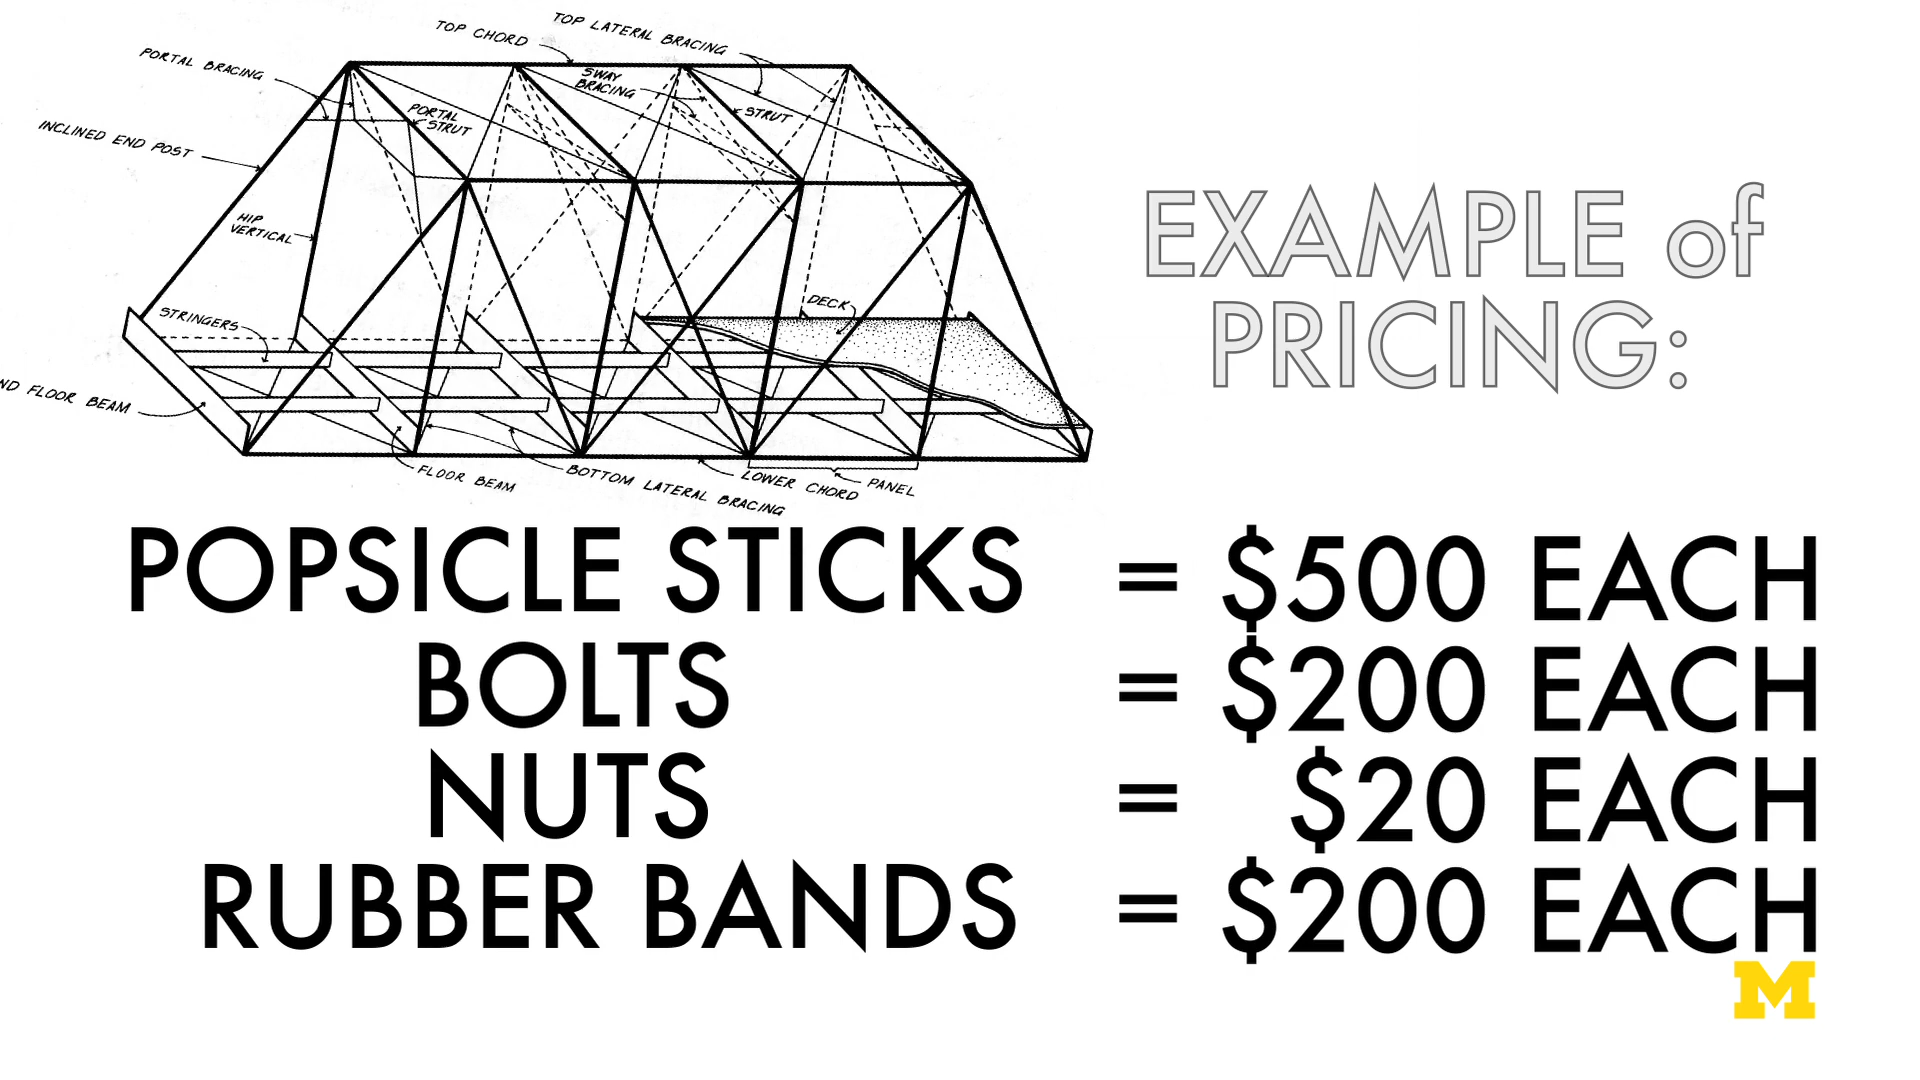 TOP LATERAL BRACING
TOP CHORD
PORTAL BRACING
SWAY
BRACING
PORTAL
STRUT
STRUT
INCLINED END POST
HIP
VERTICAL
DECK
STRINGERS
FLOOR BEAM
FLOOR BEAM
BOTTOM LATERAL BRACING
LOWER CHORD
PANEL
EXAMPLE of
PRICING:
POPSICLE STICKS = $500 EACH
BOLTS = $200 EACH
NUTS = $20 EACH
RUBBER BANDS = $200 EACH
M